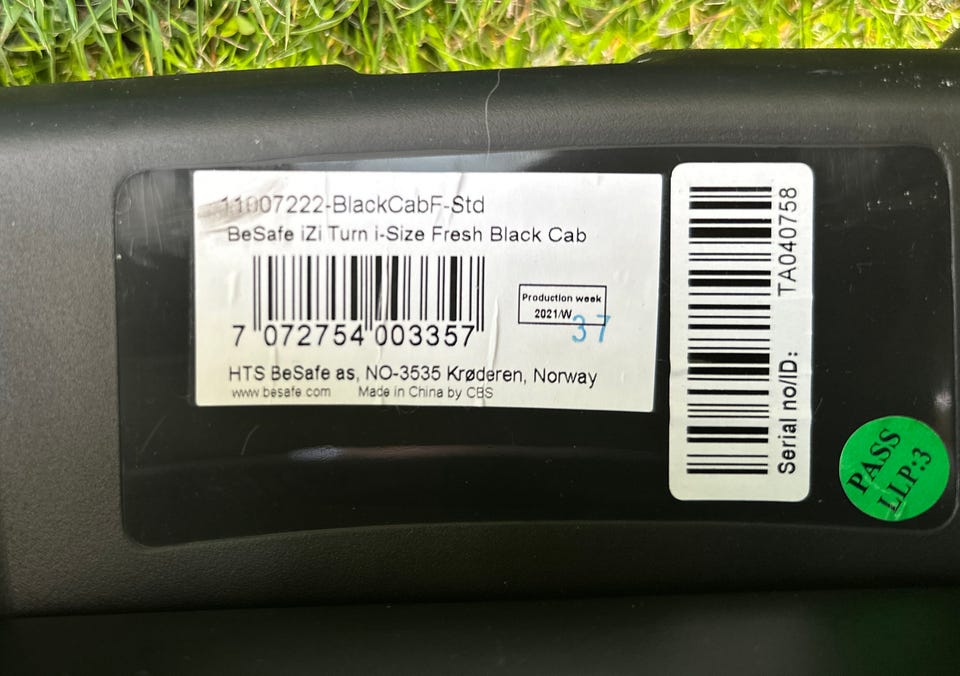 11007222-BlackCabF-Std
BeSafe iZi Turn i-Size Fresh Black Cab
7 072754 003357
Production week
2021/W 37
HTS BeSafe as, NO-3535 Krøderen, Norway
www.besafe.com Made in China by CBS
Serial no/ID: TA040758
PASS
LLP:3